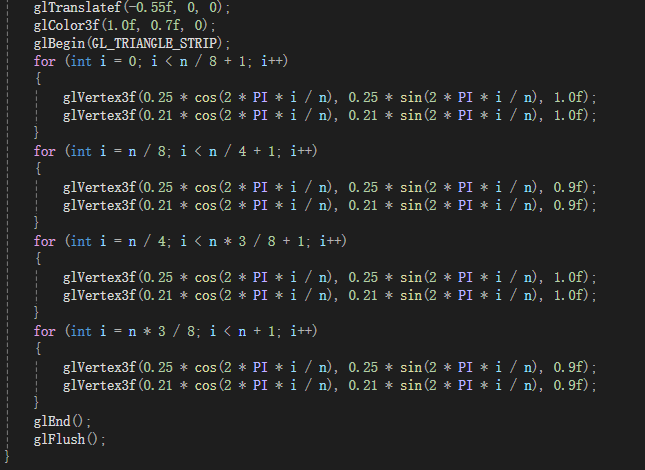 glTranslatef(-0.55f, 0, 0);
glColor3f(1.0f, 0.7f, 0);
glBegin(GL_TRIANGLE_STRIP);
for (int i = 0; i < n / 8 + 1; i++)
{
glVertex3f(0.25 * cos(2 * PI * i / n), 0.25 * sin(2 * PI * i / n), 1.0f);
glVertex3f(0.21 * cos(2 * PI * i / n), 0.21 * sin(2 * PI * i / n), 1.0f);
}
for (int i = n / 8; i < n / 4 + 1; i++)
{
glVertex3f(0.25 * cos(2 * PI * i / n), 0.25 * sin(2 * PI * i / n), 0.9f);
glVertex3f(0.21 * cos(2 * PI * i / n), 0.21 * sin(2 * PI * i / n), 0.9f);
}
for (int i = n / 4; i < n * 3 / 8 + 1; i++)
{
glVertex3f(0.25 * cos(2 * PI * i / n), 0.25 * sin(2 * PI * i / n), 1.0f);
glVertex3f(0.21 * cos(2 * PI * i / n), 0.21 * sin(2 * PI * i / n), 1.0f);
}
for (int i = n * 3 / 8; i < n + 1; i++)
{
glVertex3f(0.25 * cos(2 * PI * i / n), 0.25 * sin(2 * PI * i / n), 0.9f);
glVertex3f(0.21 * cos(2 * PI * i / n), 0.21 * sin(2 * PI * i / n), 0.9f);
}
glEnd();
glFlush();
}